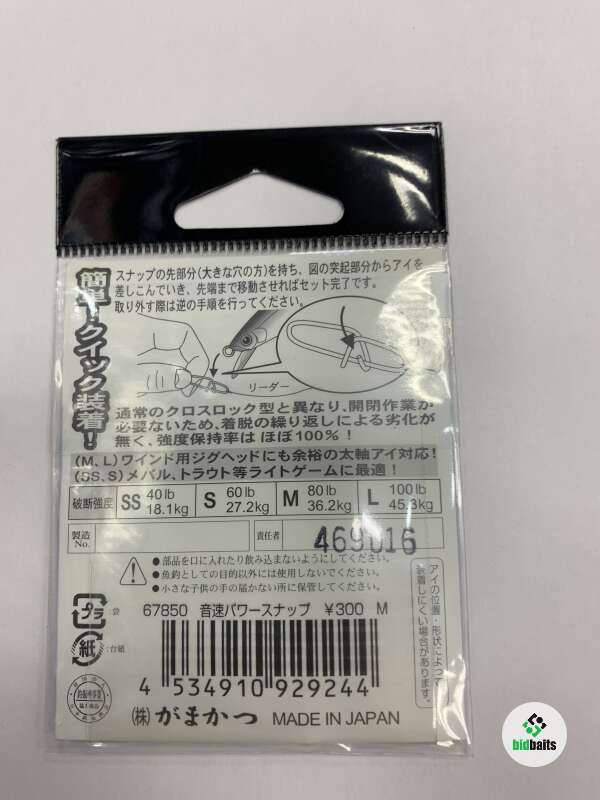 スナップの先部分(大きな穴の方)を持ち、図の突起部分からアイを
差しこんでいき、先端まで移動させればセット完了です。
取り外す際は逆の手順を行ってください。
簡単!クイック装着!
リーダー
通常のクロスロック型と異なり、開閉作業が
必要ないため、着脱の繰り返しによる劣化が
無く、強度保持率は ほぼ100%!
(M、L)ワインド用ジグヘッドにも余裕の太軸アイ対応!
(SS、S)メバル、トラウト等ライトゲームに最適!
破断強度 SS 40lb 18.1kg S 60lb 27.2kg M 80lb 36.2kg L 100lb 45.3kg
製造No. 責任者 469016
●部品を口に入れたり飲み込まないようにしてください。
●魚釣としての目的以外には使用しないでください。
●小さな子供の手の届かない所に保管してください。
アイの位置・形状によって
装着しにくい場合があります。
プラ 袋
紙 台紙
67850 音速パワースナップ ¥300 M
4 534910 929244
(株) がまかつ MADE IN JAPAN
bidbaits